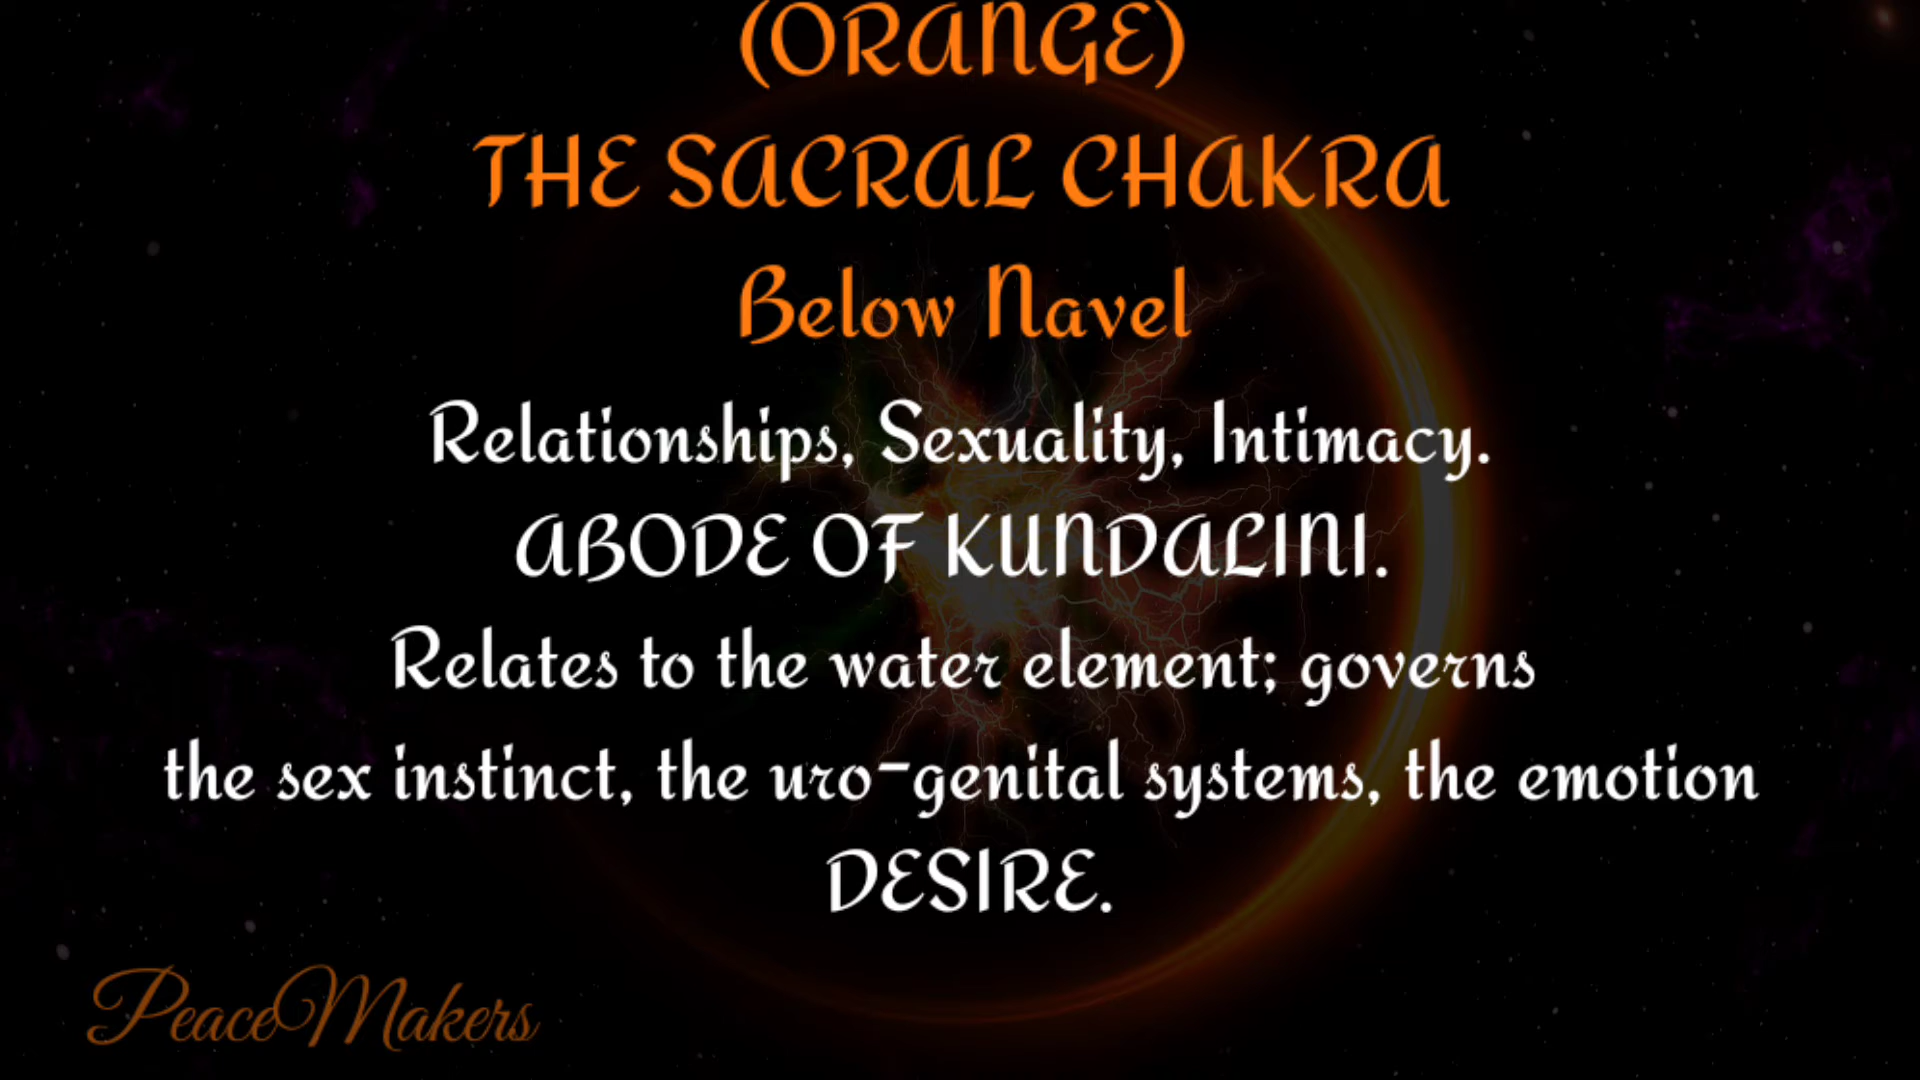 (ORANGE)
THE SACRAL CHAKRA
Below Navel
Relationships, Sexuality, Intimacy.
ABODE OF KUNDALINI.
Relates to the water element; governs
the sex instinct, the uro-genital systems, the emotion
DESIRE.
PeaceMakers